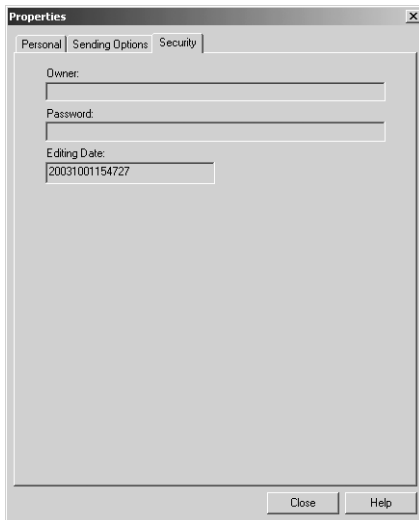 Properties
Personal Sending Options Security
Owner:
Password:
Editing Date:
20031001154727
Close Help